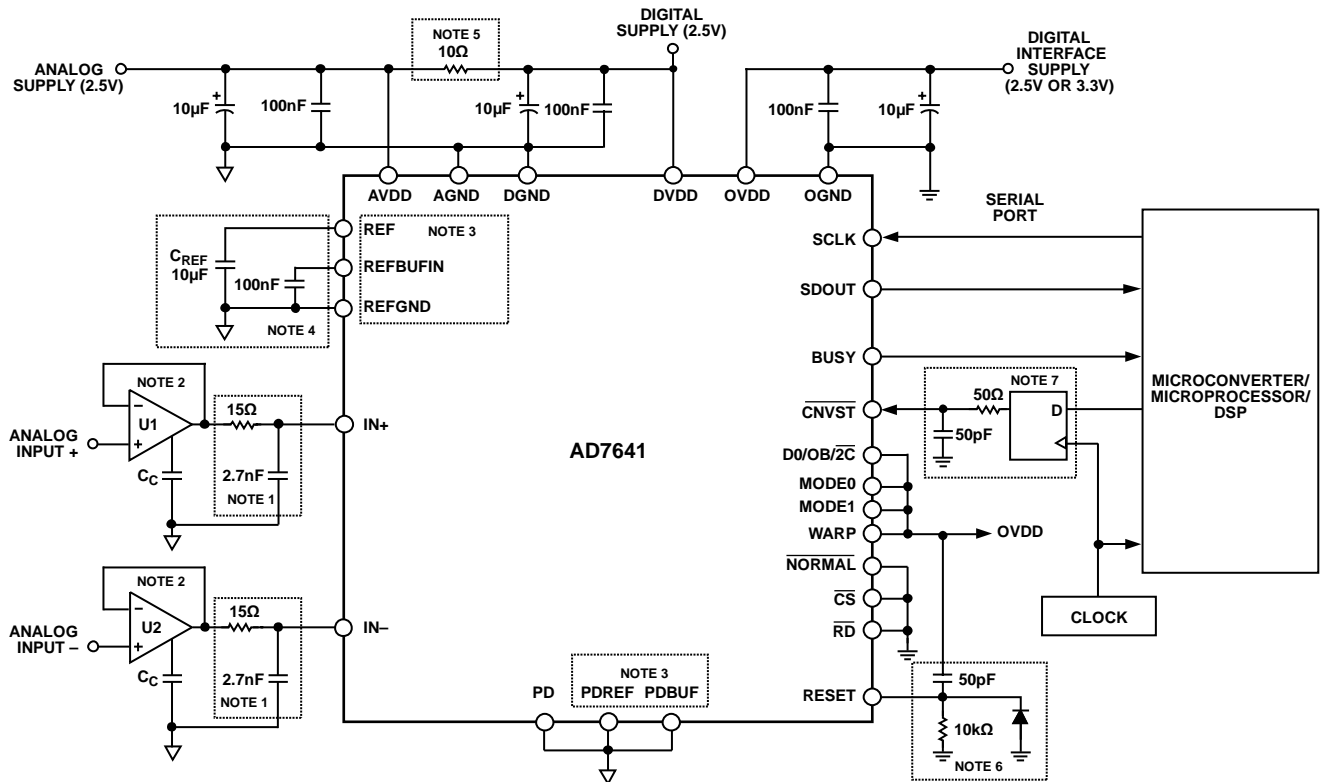 DIGITAL
SUPPLY (2.5V)
DIGITAL
INTERFACE
SUPPLY
(2.5V OR 3.3V)
NOTE 5
10Ω
ANALOG
SUPPLY (2.5V)
+
10µF
100nF
+
10µF
100nF
100nF
+
10µF
AVDD
AGND
DGND
DVDD
OVDD
OGND
SERIAL
PORT
REF
NOTE 3
CREF
10µF
REFBUFIN
100nF
REFGND
NOTE 4
SCLK
SDOUT
BUSY
MICROCONVERTER/
MICROPROCESSOR/
DSP
NOTE 7
50Ω
D
CNVST
50pF
NOTE 2
−
U1
+
15Ω
ANALOG
INPUT +
IN+
CC
2.7nF
NOTE 1
AD7641
D0/OB/2C
MODE0
MODE1
WARP
OVDD
NORMAL
CS
RD
CLOCK
NOTE 2
−
U2
+
15Ω
ANALOG
INPUT –
IN–
CC
2.7nF
NOTE 1
NOTE 3
PD
PDREF
PDBUF
RESET
50pF
10kΩ
NOTE 6